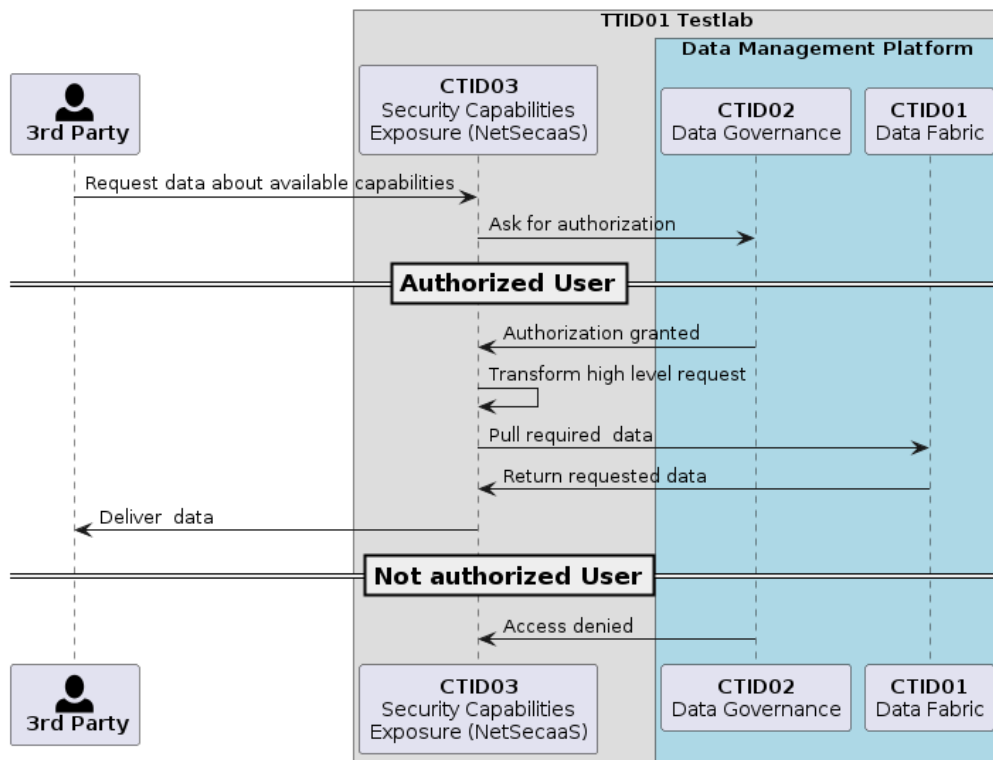 TTID01 Testlab
Data Management Platform
3rd Party
CTID03
Security Capabilities
Exposure (NetSecaaS)
CTID02
Data Governance
CTID01
Data Fabric
Request data about available capabilities
Ask for authorization
Authorized User
Authorization granted
Transform high level request
Pull required  data
Return requested data
Deliver  data
Not authorized User
Access denied
3rd Party
CTID03
Security Capabilities
Exposure (NetSecaaS)
CTID02
Data Governance
CTID01
Data Fabric